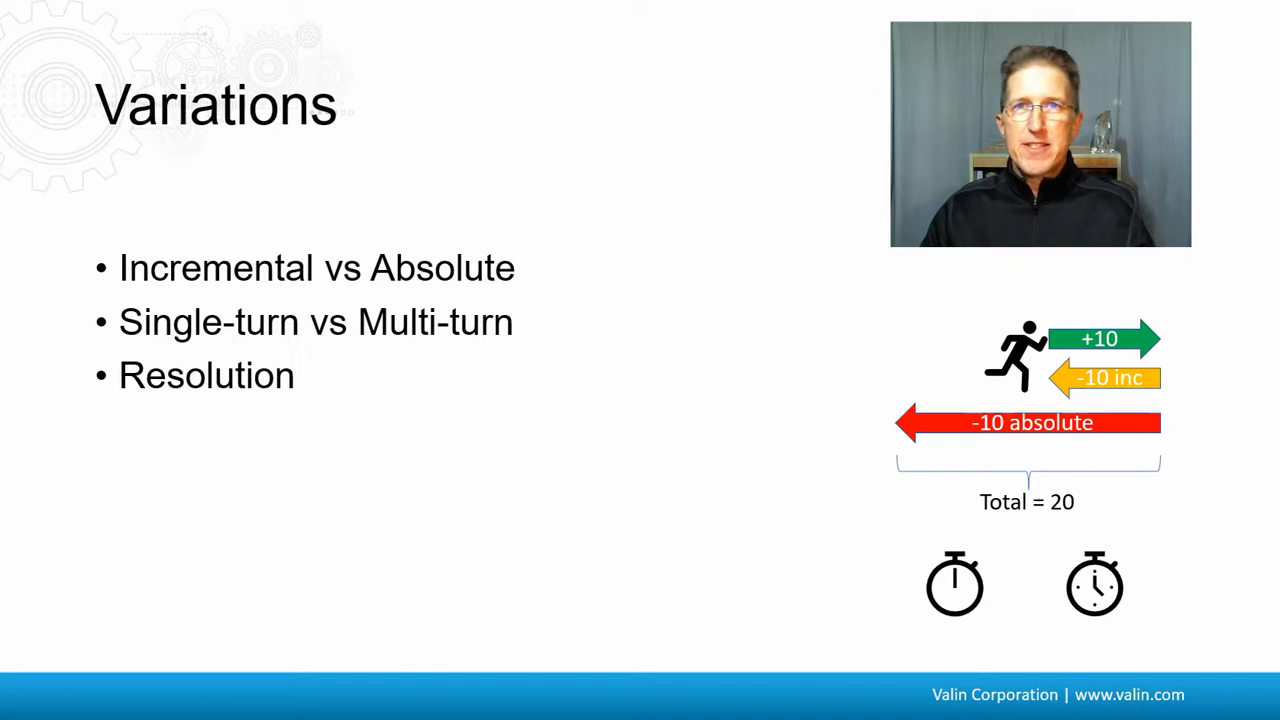 Variations
• Incremental vs Absolute
• Single-turn vs Multi-turn
• Resolution
+10
-10 inc
-10 absolute
Total = 20
Valin Corporation | www.valin.com